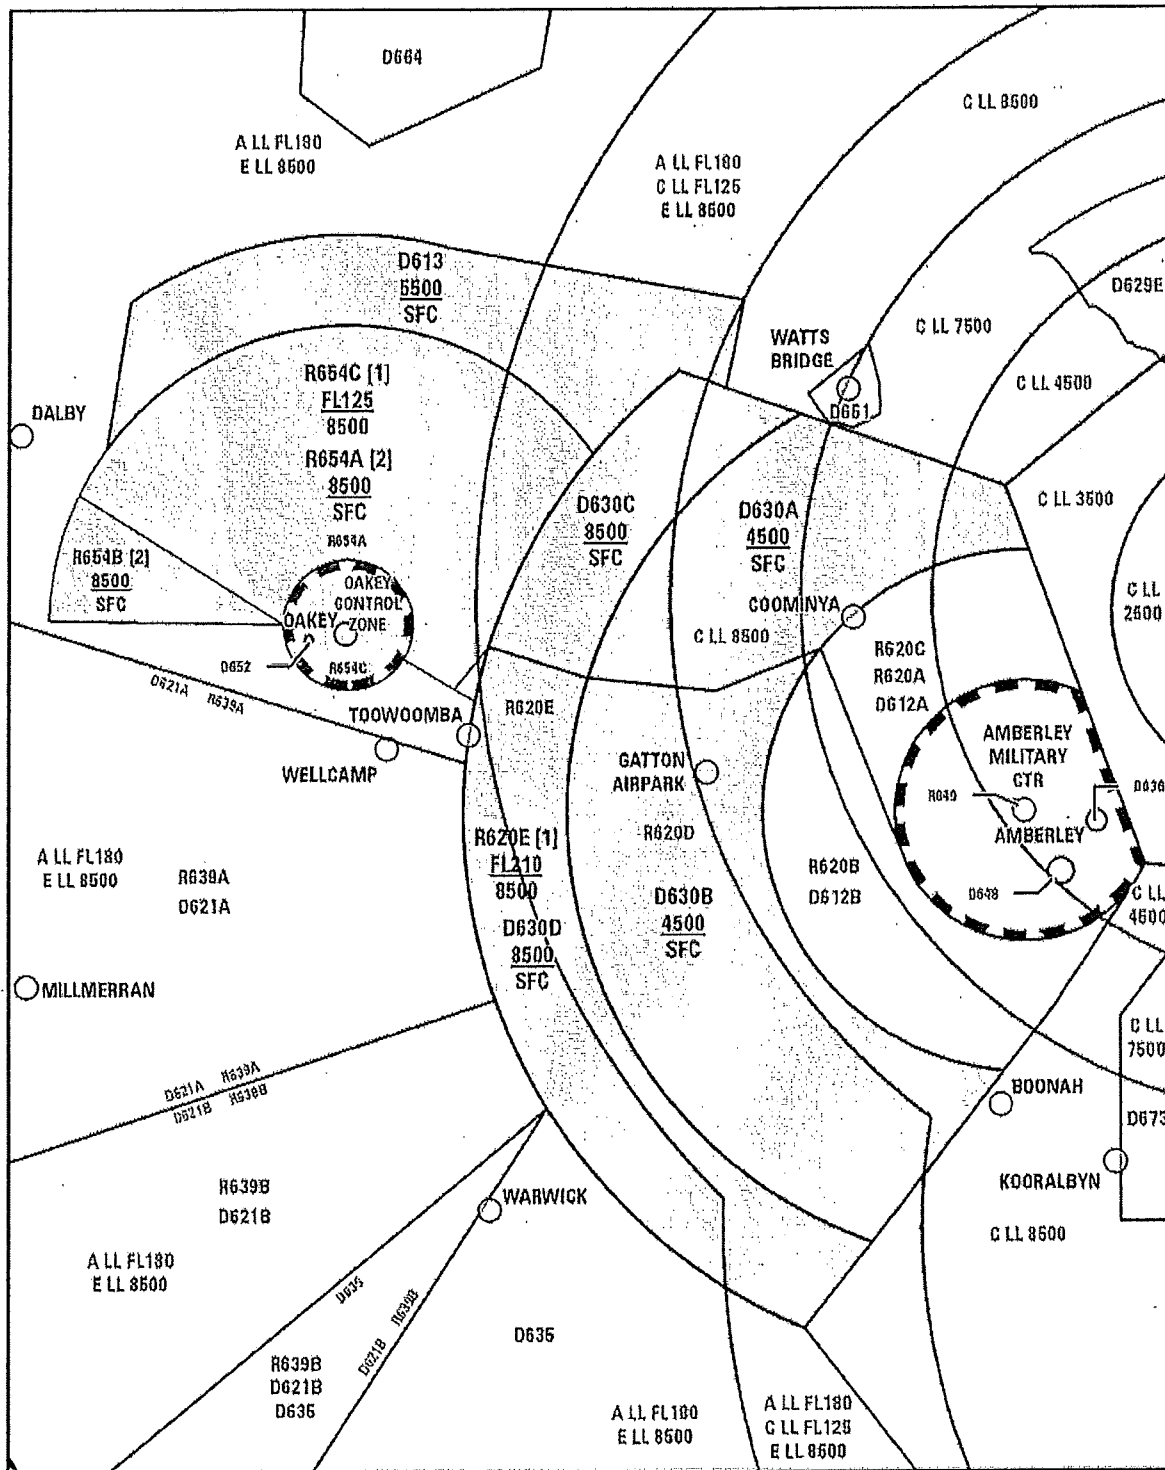 D664
C LL 8500
A LL FL180
E LL 8500
A LL FL180
C LL FL125
E LL 8500
D613
5500
SFC
D629E
WATTS
BRIDGE
C LL 7500
C LL 4500
D651
R654C [1]
FL125
8500
DALBY
R654A [2]
8500
SFC
R654A
C LL 3500
D630C
8500
SFC
D630A
4500
SFC
R654B [2]
8500
SFC
OAKEY
CONTROL
ZONE
OAKEY
COOMINYA
C LL
2500
C LL 8500
R620C
R620A
D612A
D652
R654C
D621A R639A
R620E
TOOWOOMBA
WELLCAMP
GATTON
AIRPARK
AMBERLEY
MILITARY
CTR
R649
AMBERLEY
R620E [1]
FL210
8500
R620D
A LL FL180
E LL 8500
R639A
D621A
R620B
D612B
D648
C LL
4500
D630B
4500
SFC
D630D
8500
SFC
MILLMERRAN
C LL
7500
D621A R639A
D621B R639B
BOONAH
D673
KOORALBYN
R639B
D621B
WARWICK
C LL 8500
A LL FL180
E LL 8500
D635
D621B R639B
D635
R639B
D621B
D635
A LL FL180
E LL 8500
A LL FL180
C LL FL125
E LL 8500